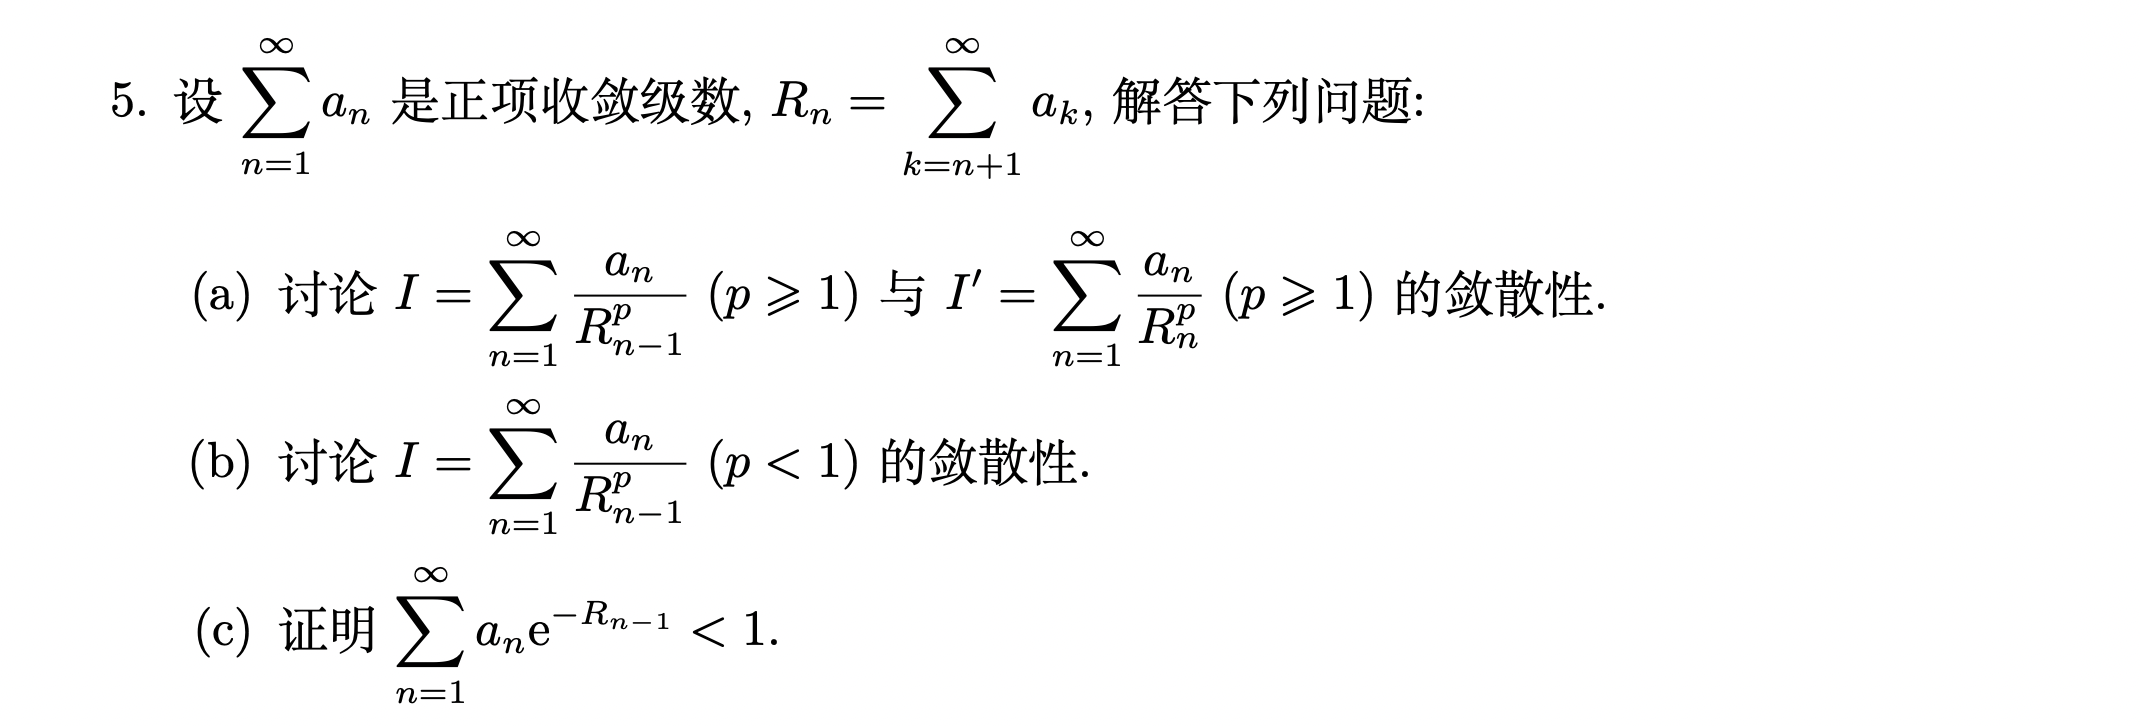 5. 设 $\sum_{n=1}^{\infty} a_n$ 是正项收敛级数, $R_n = \sum_{k=n+1}^{\infty} a_k$, 解答下列问题:
(a) 讨论 $I = \sum_{n=1}^{\infty} \frac{a_n}{R_{n-1}^p}$ $(p \geqslant 1)$ 与 $I' = \sum_{n=1}^{\infty} \frac{a_n}{R_n^p}$ $(p \geqslant 1)$ 的敛散性.
(b) 讨论 $I = \sum_{n=1}^{\infty} \frac{a_n}{R_{n-1}^p}$ $(p < 1)$ 的敛散性.
(c) 证明 $\sum_{n=1}^{\infty} a_n \mathrm{e}^{-R_{n-1}} < 1$.